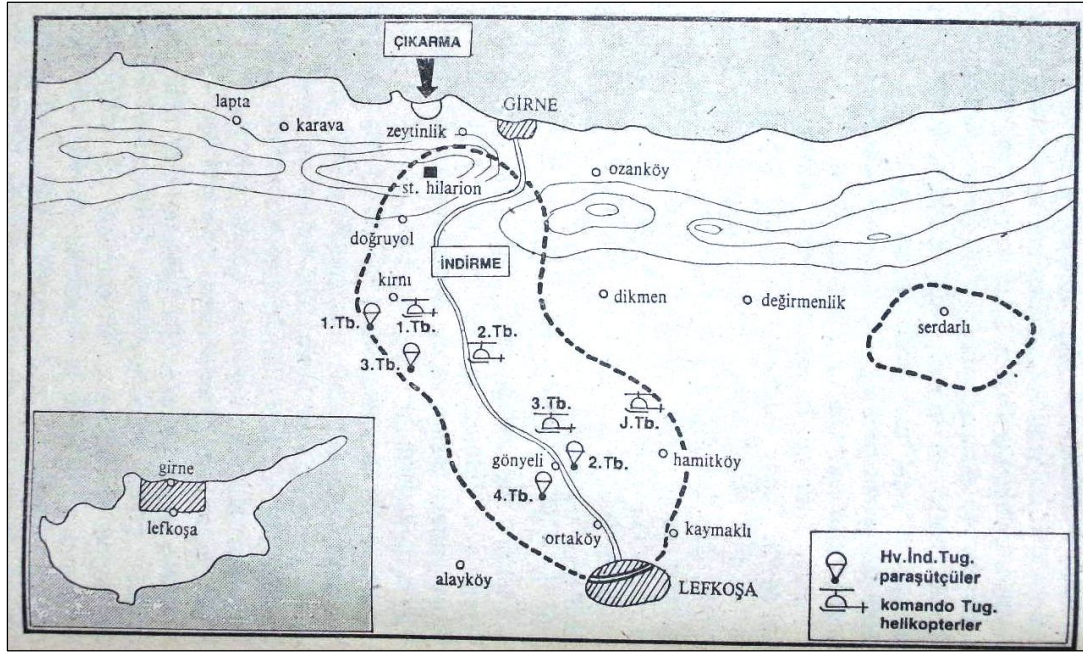 ÇIKARMA
lapta
karava
zeytinlik
GİRNE
st. hilarion
ozanköy
doğruyol
İNDİRME
kırnı
dikmen
değirmenlik
serdarlı
1.Tb.
1.Tb.
2.Tb.
3.Tb.
3.Tb.
J.Tb.
gönyeli
2.Tb.
hamitköy
4.Tb.
ortaköy
kaymaklı
alayköy
LEFKOŞA
girne
lefkoşa
Hv.İnd.Tug.
paraşütçüler
komando Tug.
helikopterler